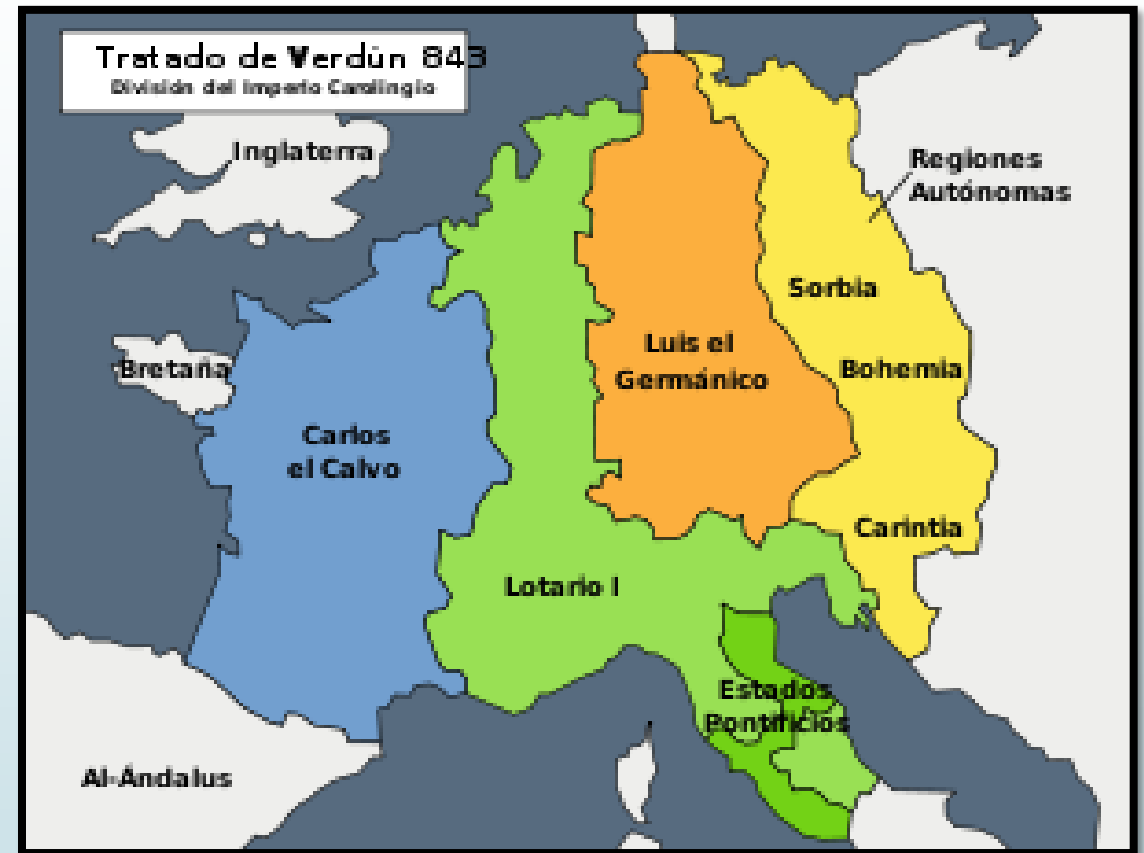 Tratado de Verdún 843
División del Imperio Carolingio
Inglaterra
Regiones
Autónomas
Sorbia
Luis el
Germánico
Bretaña
Bohemia
Carlos
el Calvo
Carintia
Lotario I
Estados
Pontificios
Al-Ándalus